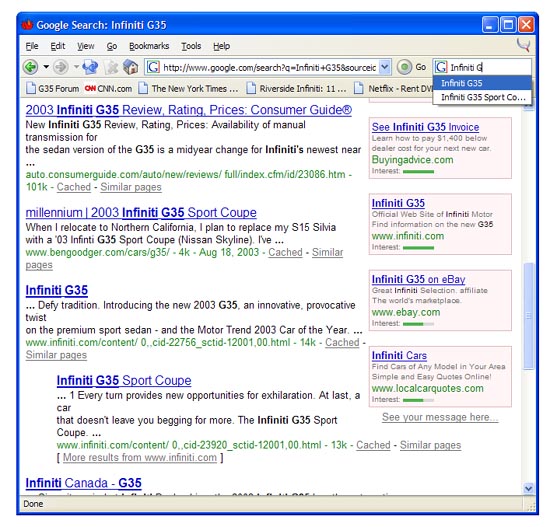 Google Search: Infiniti G35
File Edit View Go Bookmarks Tools Help
http://www.google.com/search?q=Infiniti+G35&sourceic Go Infiniti G
G35 Forum CNN.com The New York Times ... Riverside Infiniti: 11 ... Netflix - Rent DV
Infiniti G35
Infiniti G35 Sport Co...
2003 Infiniti G35 Review, Rating, Prices: Consumer Guide®
New Infiniti G35 Review, Rating, Prices: Availability of manual
transmission for
the sedan version of the G35 is a midyear change for Infiniti's newest near
...
auto.consumerguide.com/auto/new/reviews/ full/index.cfm/id/23086.htm -
101k - Cached - Similar pages
millennium | 2003 Infiniti G35 Sport Coupe
When I relocate to Northern California, I plan to replace my S15 Silvia
with a '03 Infinti G35 Sport Coupe (Nissan Skyline). I've ...
www.bengoodger.com/cars/g35/ - 4k - Aug 18, 2003 - Cached - Similar
pages
Infiniti G35
... Defy tradition. Introducing the new 2003 G35, an innovative, provocative
twist
on the premium sport sedan - and the Motor Trend 2003 Car of the Year. ...
www.infiniti.com/content/ 0,,cid-22756_sctid-12001,00.html - 14k - Cached -
Similar pages
Infiniti G35 Sport Coupe
... 1 Every turn provides new opportunities for exhilaration. At last, a
car
that doesn't leave you begging for more. The Infiniti G35 Sport
Coupe. ...
www.infiniti.com/content/ 0,,cid-23920_sctid-12001,00.html - 13k - Cached - Similar pages
[ More results from www.infiniti.com ]
Infiniti Canada - G35
See Infiniti G35 Invoice
Learn how to pay $1,400 below
dealer cost for your next new car.
Buyingadvice.com
Interest:
Infiniti G35
Official Web Site of Infiniti Motor
Find information on the new G35
www.infiniti.com
Interest:
Infiniti G35 on eBay
Great Infiniti Selection. affiliate
The world's marketplace.
www.ebay.com
Interest:
Infiniti Cars
Find Cars of Any Model in Your Area
Simple and Easy Quotes Online!
www.localcarquotes.com
Interest:
See your message here...
Done